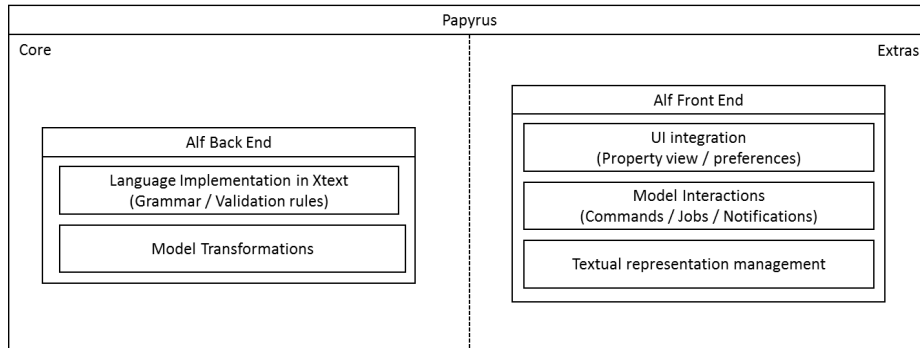 Papyrus
Core
Extras
Alf Back End
Language Implementation in Xtext
(Grammar / Validation rules)
Model Transformations
Alf Front End
UI integration
(Property view / preferences)
Model Interactions
(Commands / Jobs / Notifications)
Textual representation management